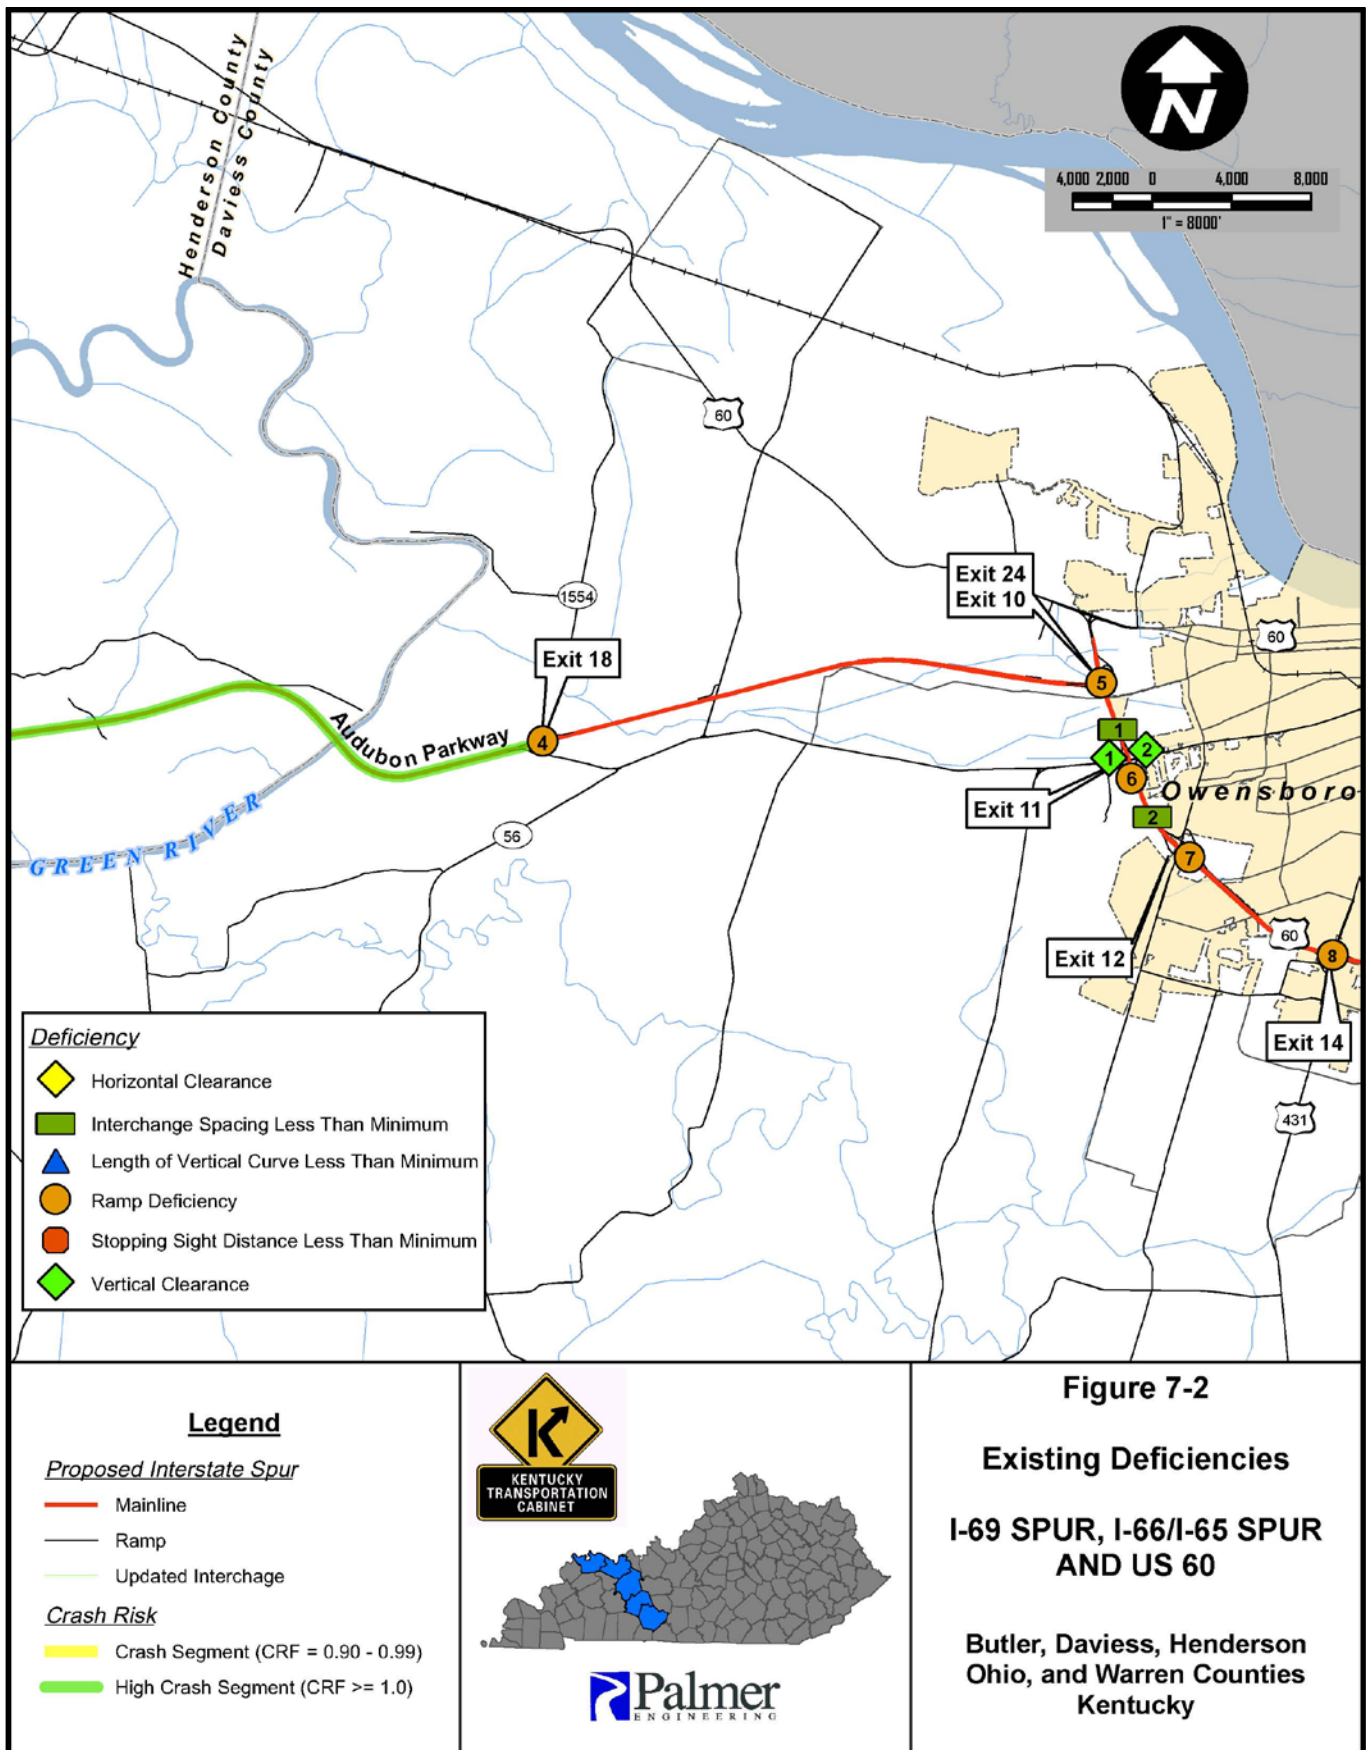 Henderson County
Daviess County
N
4,000 2,000 0 4,000 8,000
1" = 8000'
60
Exit 24
Exit 10
1554
60
Exit 18
5
Audubon Parkway
4
1
1
2
6
Owensboro
Exit 11
2
56
GREEN RIVER
7
60
Exit 12
8
Exit 14
431
Deficiency
Horizontal Clearance
Interchange Spacing Less Than Minimum
Length of Vertical Curve Less Than Minimum
Ramp Deficiency
Stopping Sight Distance Less Than Minimum
Vertical Clearance
Legend
Proposed Interstate Spur
Mainline
Ramp
Updated Interchage
Crash Risk
Crash Segment (CRF = 0.90 - 0.99)
High Crash Segment (CRF >= 1.0)
K
KENTUCKY
TRANSPORTATION
CABINET
Palmer
ENGINEERING
Figure 7-2
Existing Deficiencies
I-69 SPUR, I-66/I-65 SPUR
AND US 60
Butler, Daviess, Henderson
Ohio, and Warren Counties
Kentucky